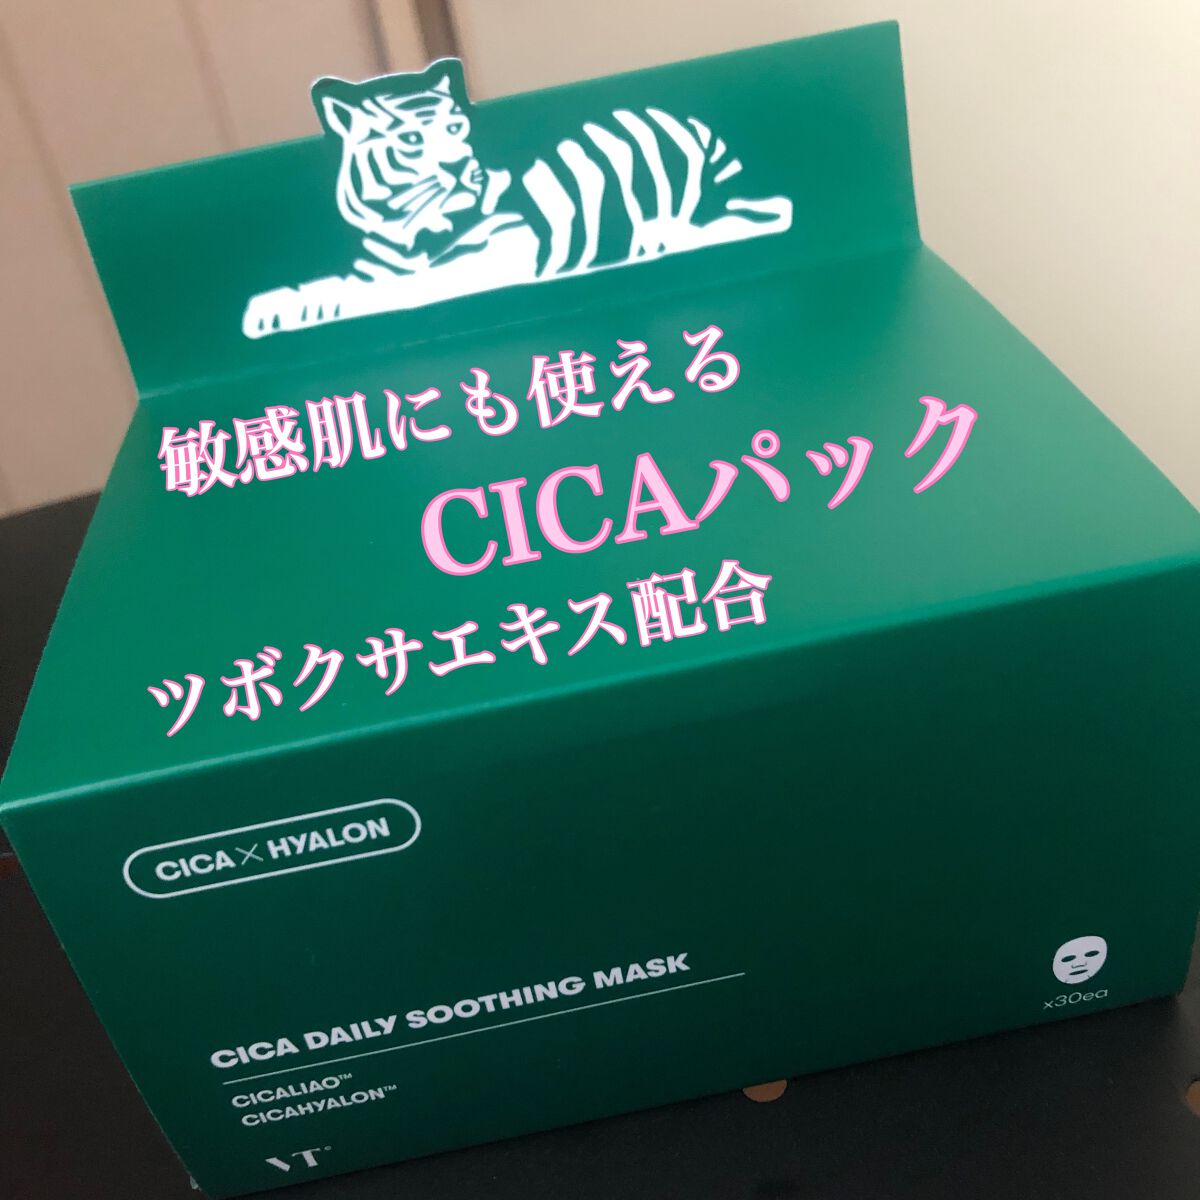 敏感肌にも使える
CICAパック
ツボクサエキス配合
CICA×HYALON
CICA DAILY SOOTHING MASK
CICALIAO™
CICAHYALON™
x30ea
VT®